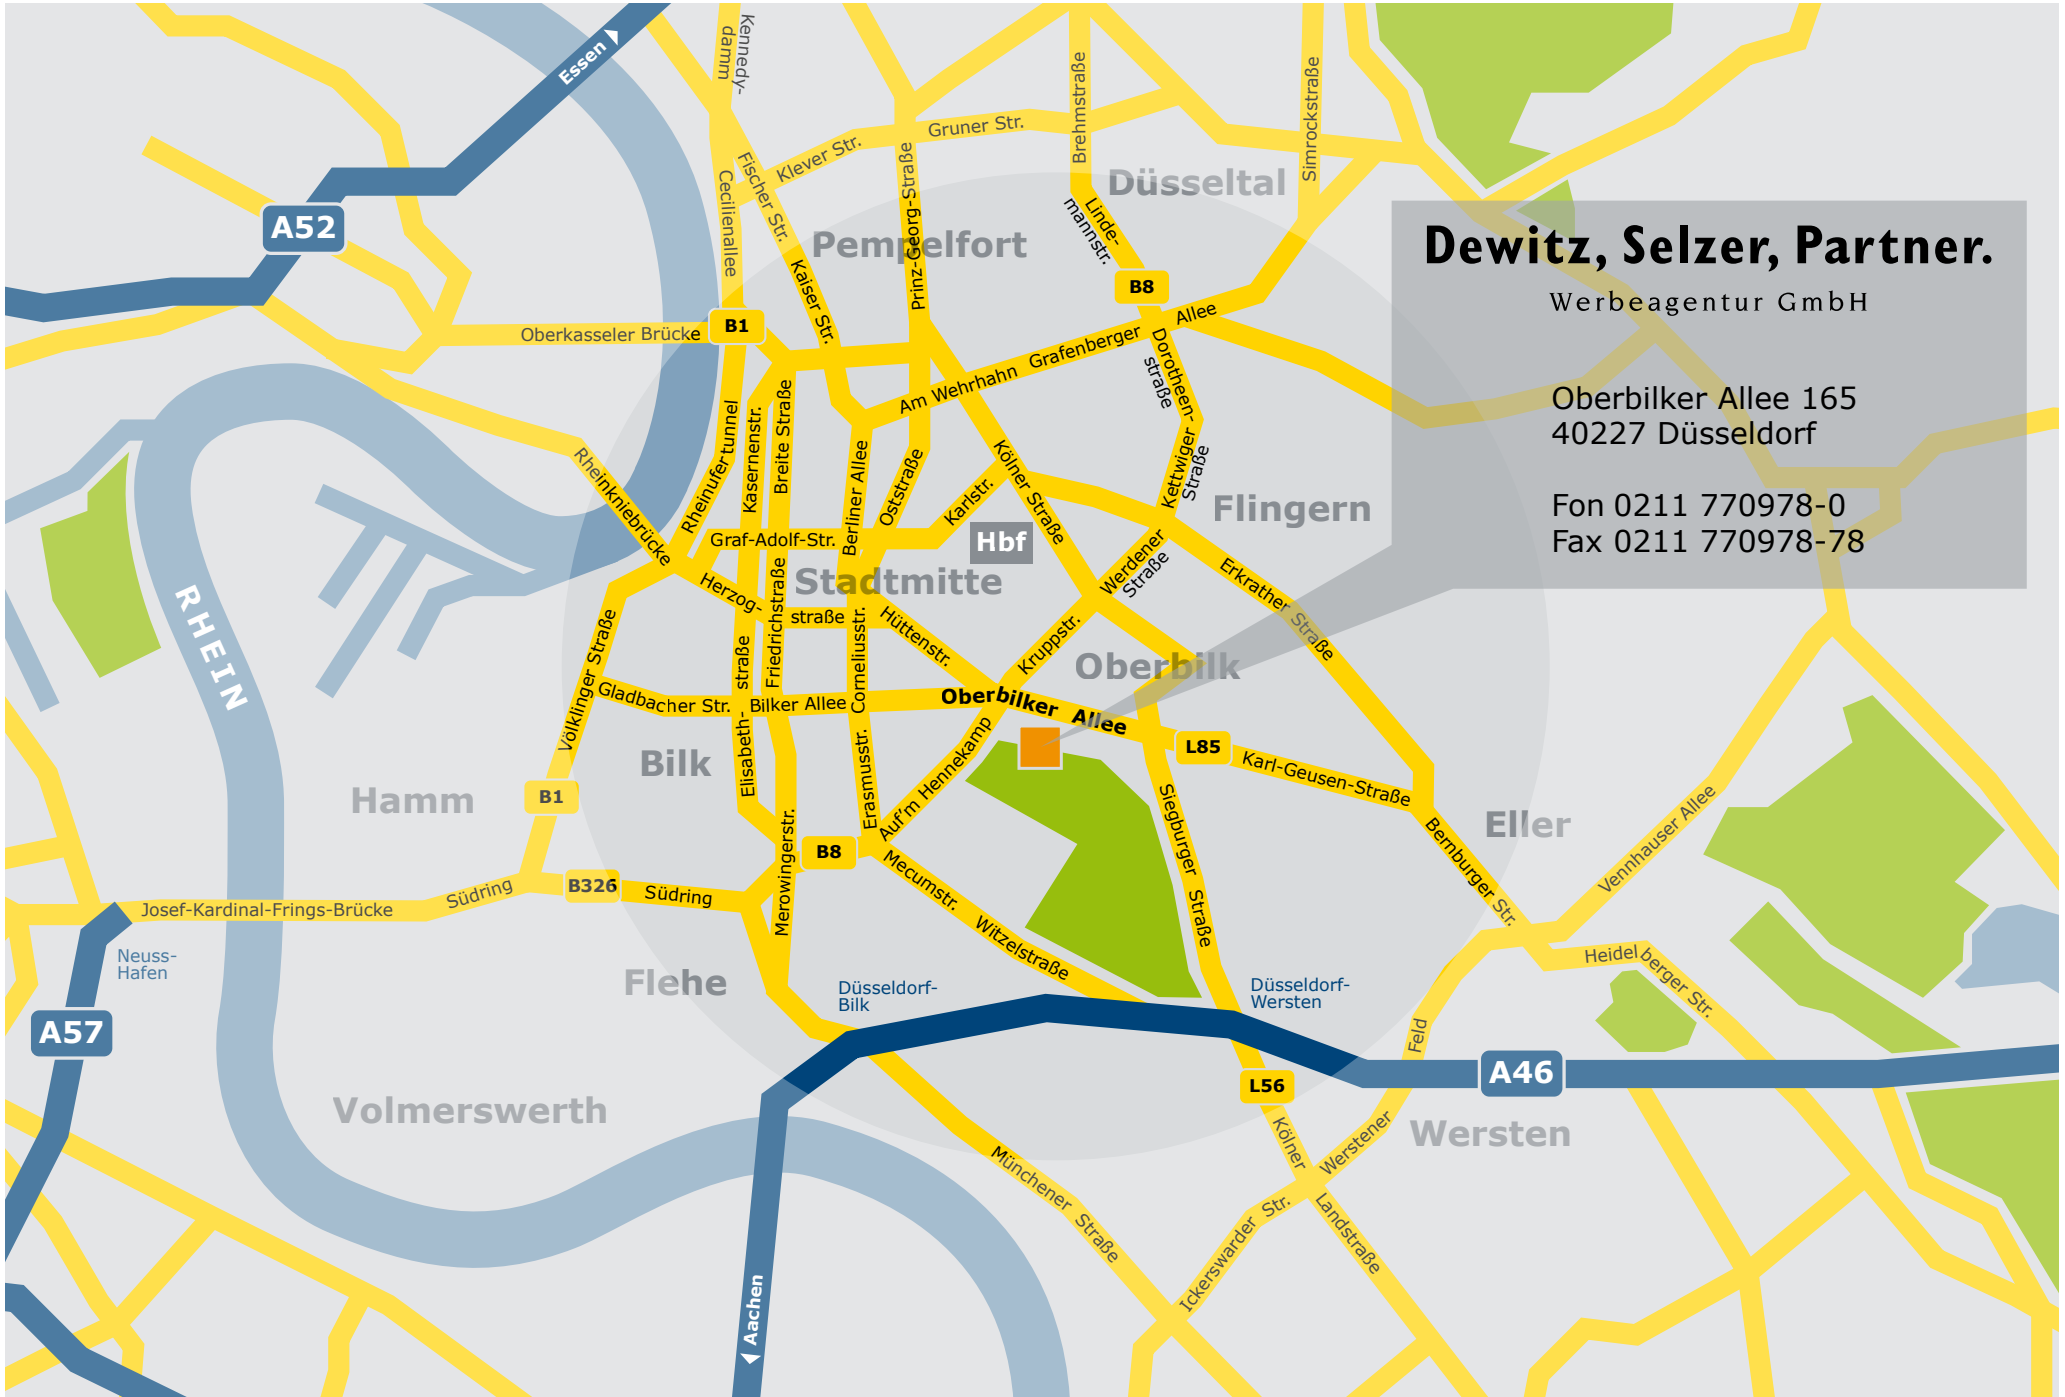 Essen
Kennedy-
damm
Gruner Str.
Klever Str.
Brehmstraße
Simrockstraße
Fischer Str.
Cecilienallee
Prinz-Georg-Straße
Düsseltal
Linde-
mannstr.
A52
Pempelfort
Kaiser Str.
B8
Dewitz, Selzer, Partner.
Werbeagentur GmbH
Oberbilker Allee 165
40227 Düsseldorf
Fon 0211 770978-0
Fax 0211 770978-78
Oberkasseler Brücke
B1
Am Wehrhahn
Grafenberger
Allee
Dorotheen-
straße
Rheinufertunnel
Kasernenstr.
Breite Straße
Berliner Allee
Oststraße
Karlstr.
Kölner Straße
Kettwiger-
Straße
Flingern
Rheinkniebrücke
Graf-Adolf-Str.
Hbf
Stadtmitte
Werdener
Straße
Erkrather Straße
Herzog-
straße
Friedrichstraße
Hüttenstr.
Kruppstr.
Oberbilk
RHEIN
Völklinger Straße
Elisabeth-
straße
Corneliusstr.
Gladbacher Str.
Bilker Allee
Oberbilker Allee
L85
Karl-Geusen-Straße
Bilk
Hamm
B1
Erasmusstr.
Auf'm Hennekamp
Siegburger Straße
Eller
Bernburger Str.
Vennhauser Allee
B8
Merowingerstr.
Mecumstr.
Witzelstraße
B326
Südring
Südring
Josef-Kardinal-Frings-Brücke
Neuss-
Hafen
Heidelberger Str.
Flehe
Düsseldorf-
Bilk
Düsseldorf-
Wersten
A57
Feld
A46
L56
Volmerswerth
Wersten
Kölner
Landstraße
Werstener
Münchener Straße
Ickerswarder Str.
Aachen